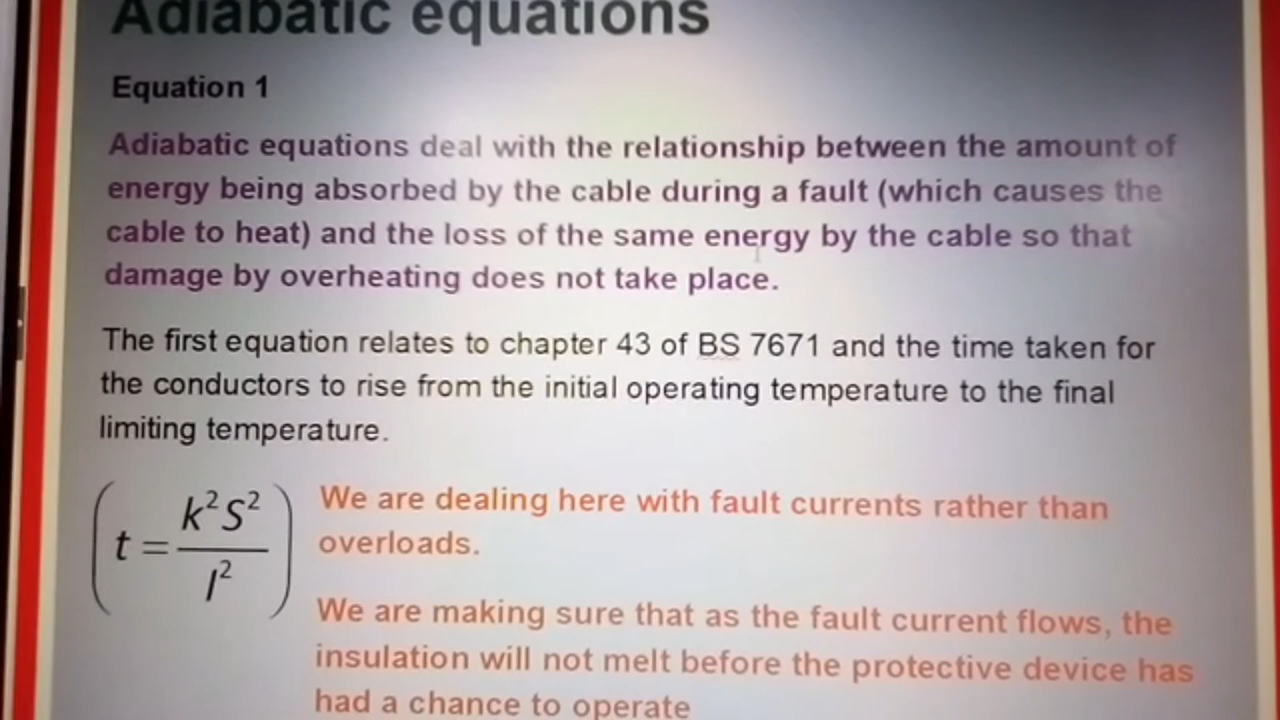 Adiabatic equations
Equation 1
Adiabatic equations deal with the relationship between the amount of
energy being absorbed by the cable during a fault (which causes the
cable to heat) and the loss of the same energy by the cable so that
damage by overheating does not take place.
The first equation relates to chapter 43 of BS 7671 and the time taken for
the conductors to rise from the initial operating temperature to the final
limiting temperature.
(t = k²S² / I²)
We are dealing here with fault currents rather than
overloads.
We are making sure that as the fault current flows, the
insulation will not melt before the protective device has
had a chance to operate